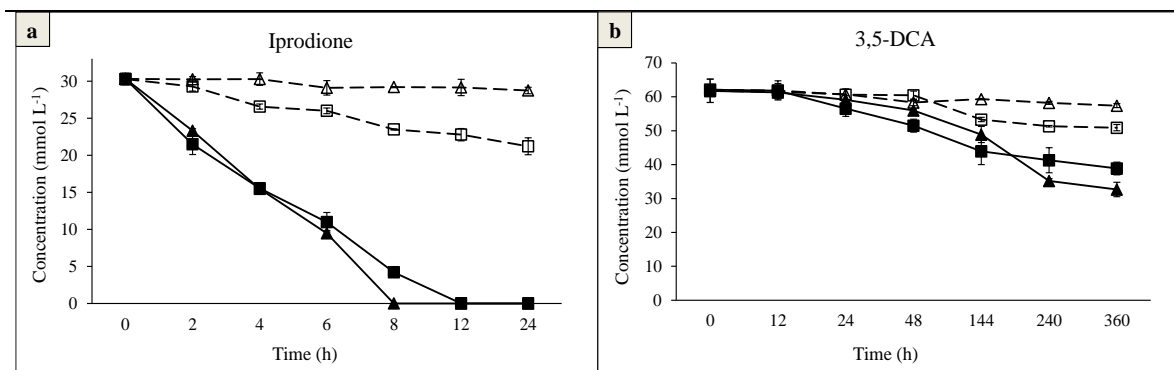 a
Iprodione
Concentration (mmol L-1)
30
25
20
15
10
5
0
0 2 4 6 8 12 24
Time (h)
b
3,5-DCA
Concentration (mmol L-1)
70
60
50
40
30
20
10
0
0 12 24 48 144 240 360
Time (h)